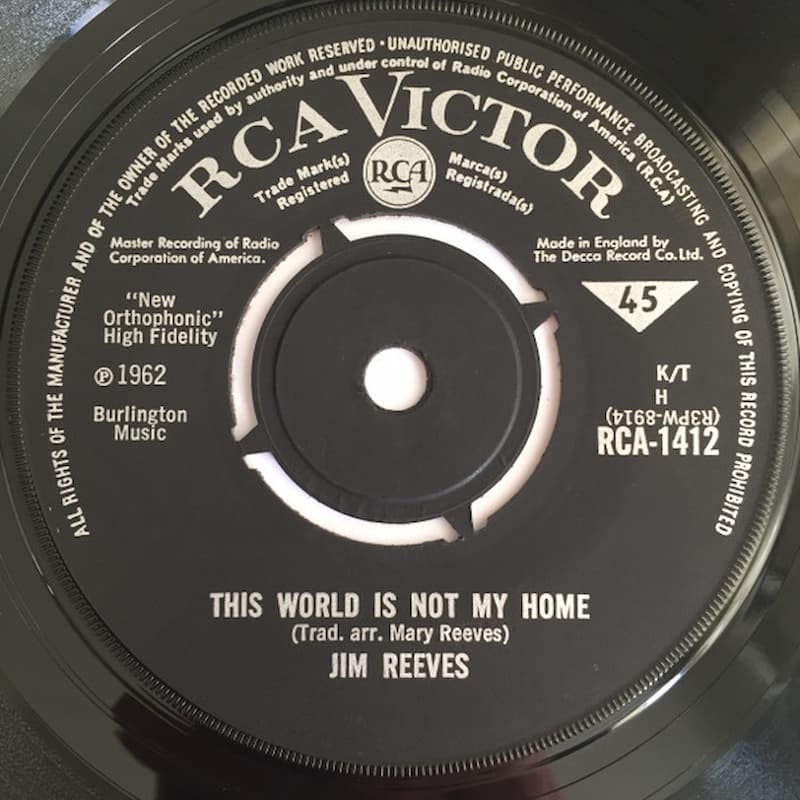 ALL RIGHTS OF THE MANUFACTURER AND OF THE OWNER OF THE RECORDED WORK RESERVED · UNAUTHORISED PUBLIC PERFORMANCE BROADCASTING AND COPYING OF THIS RECORD PROHIBITED
Trade Marks used by authority and under control of Radio Corporation of America (R.C.A)
RCA VICTOR
Trade Mark(s)
Registered
RCA
Marca(s)
Registrada(s)
Master Recording of Radio
Corporation of America.
Made in England by
The Decca Record Co. Ltd.
"New
Orthophonic"
High Fidelity
45
Ⓟ 1962
K/T
H
Burlington
Music
(R3PW-8914)
RCA-1412
THIS WORLD IS NOT MY HOME
(Trad. arr. Mary Reeves)
JIM REEVES